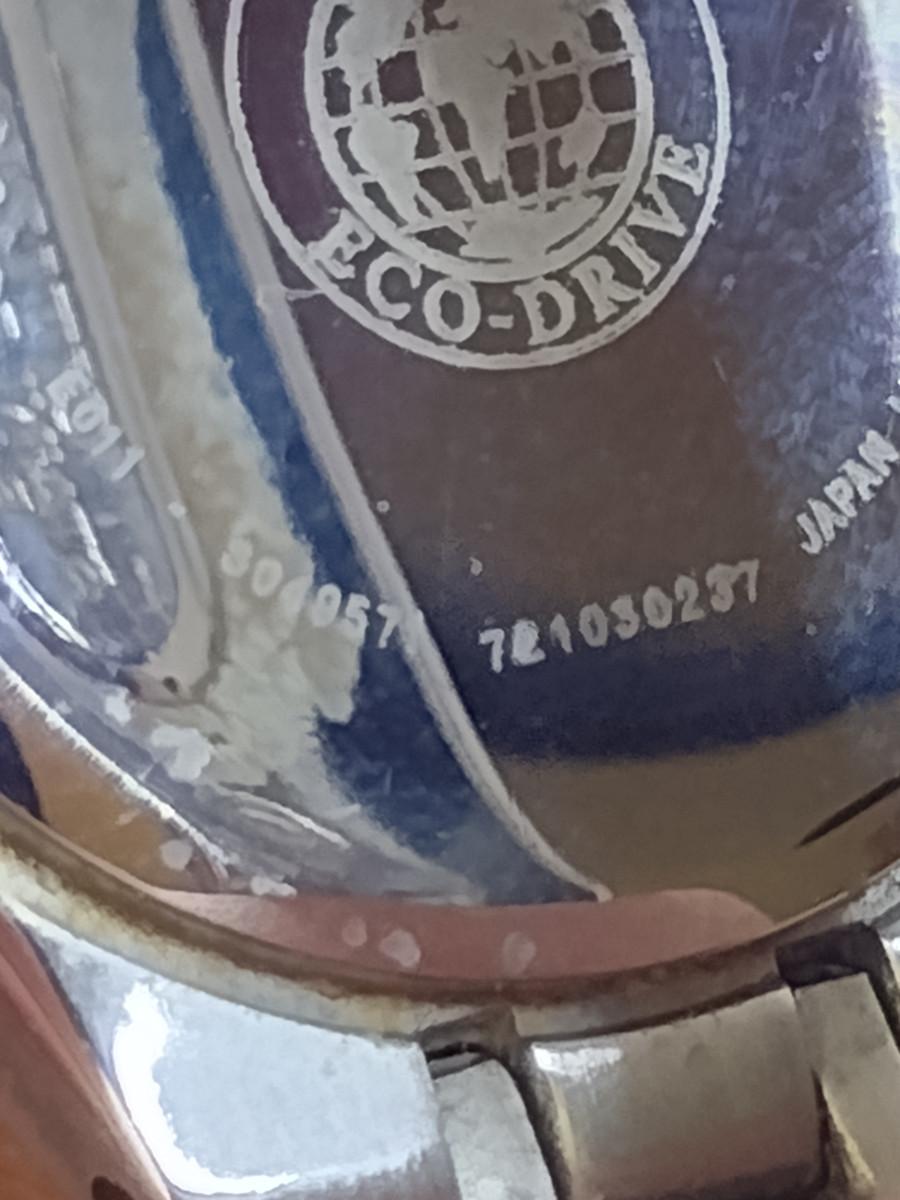 ECO-DRIVE
E011
721030237
JAPAN